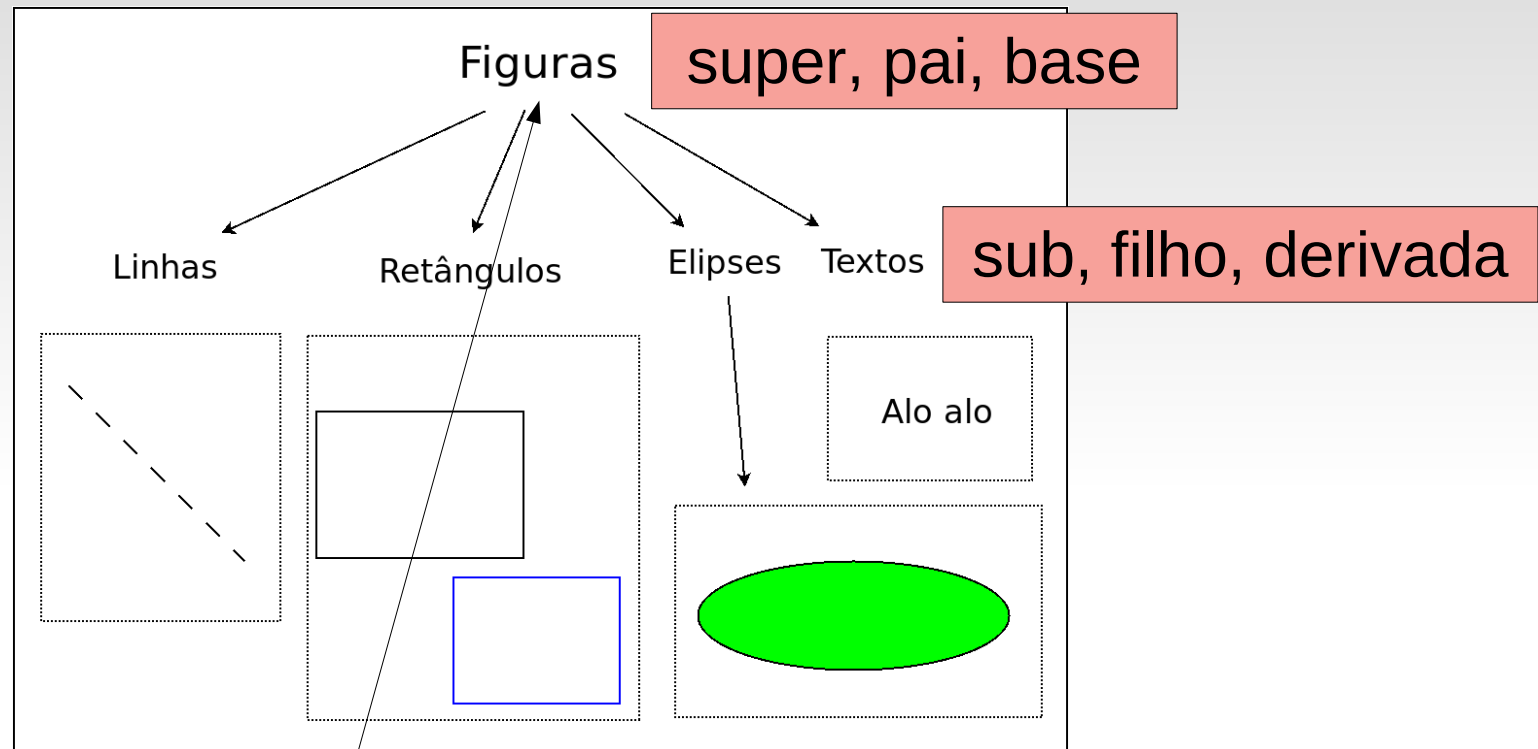 Figuras
super, pai, base
Linhas
Retângulos
Elipses
Textos
sub, filho, derivada
Alo alo